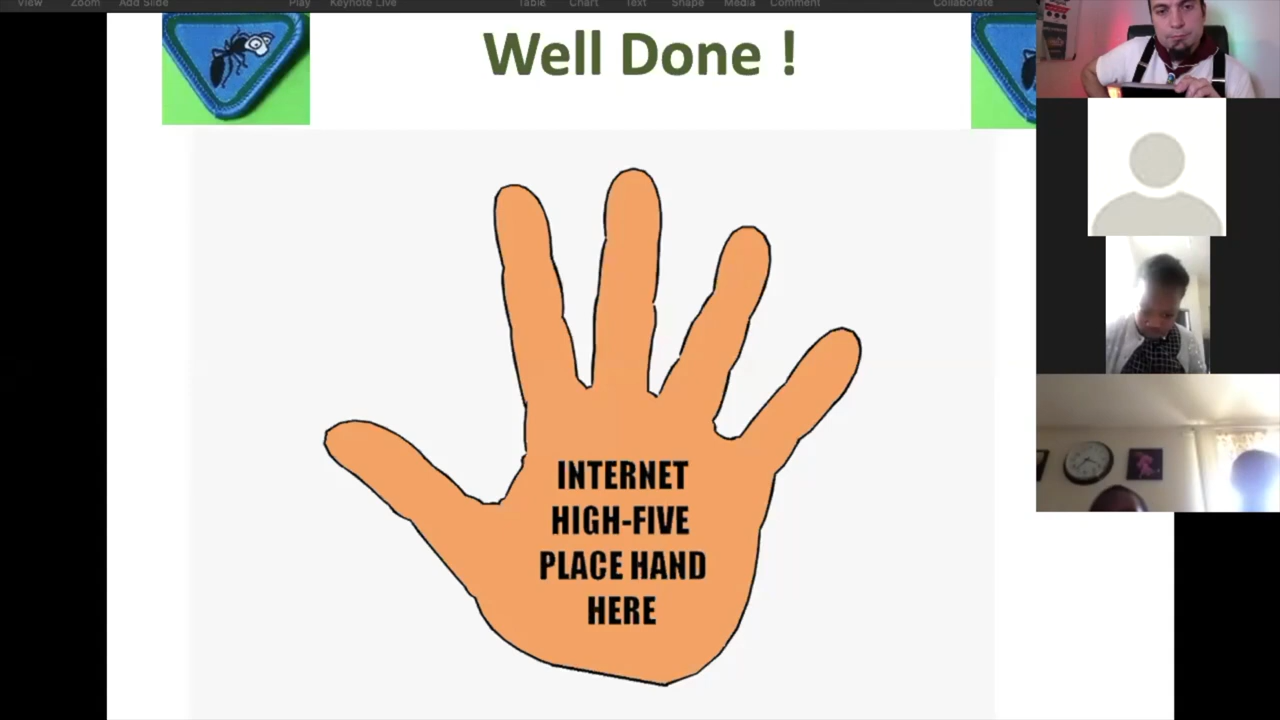 View Zoom Add Slide Play Keynote Live Table Chart Text Shape Media Comment Collaborate
Well Done !
INTERNET
HIGH-FIVE
PLACE HAND
HERE